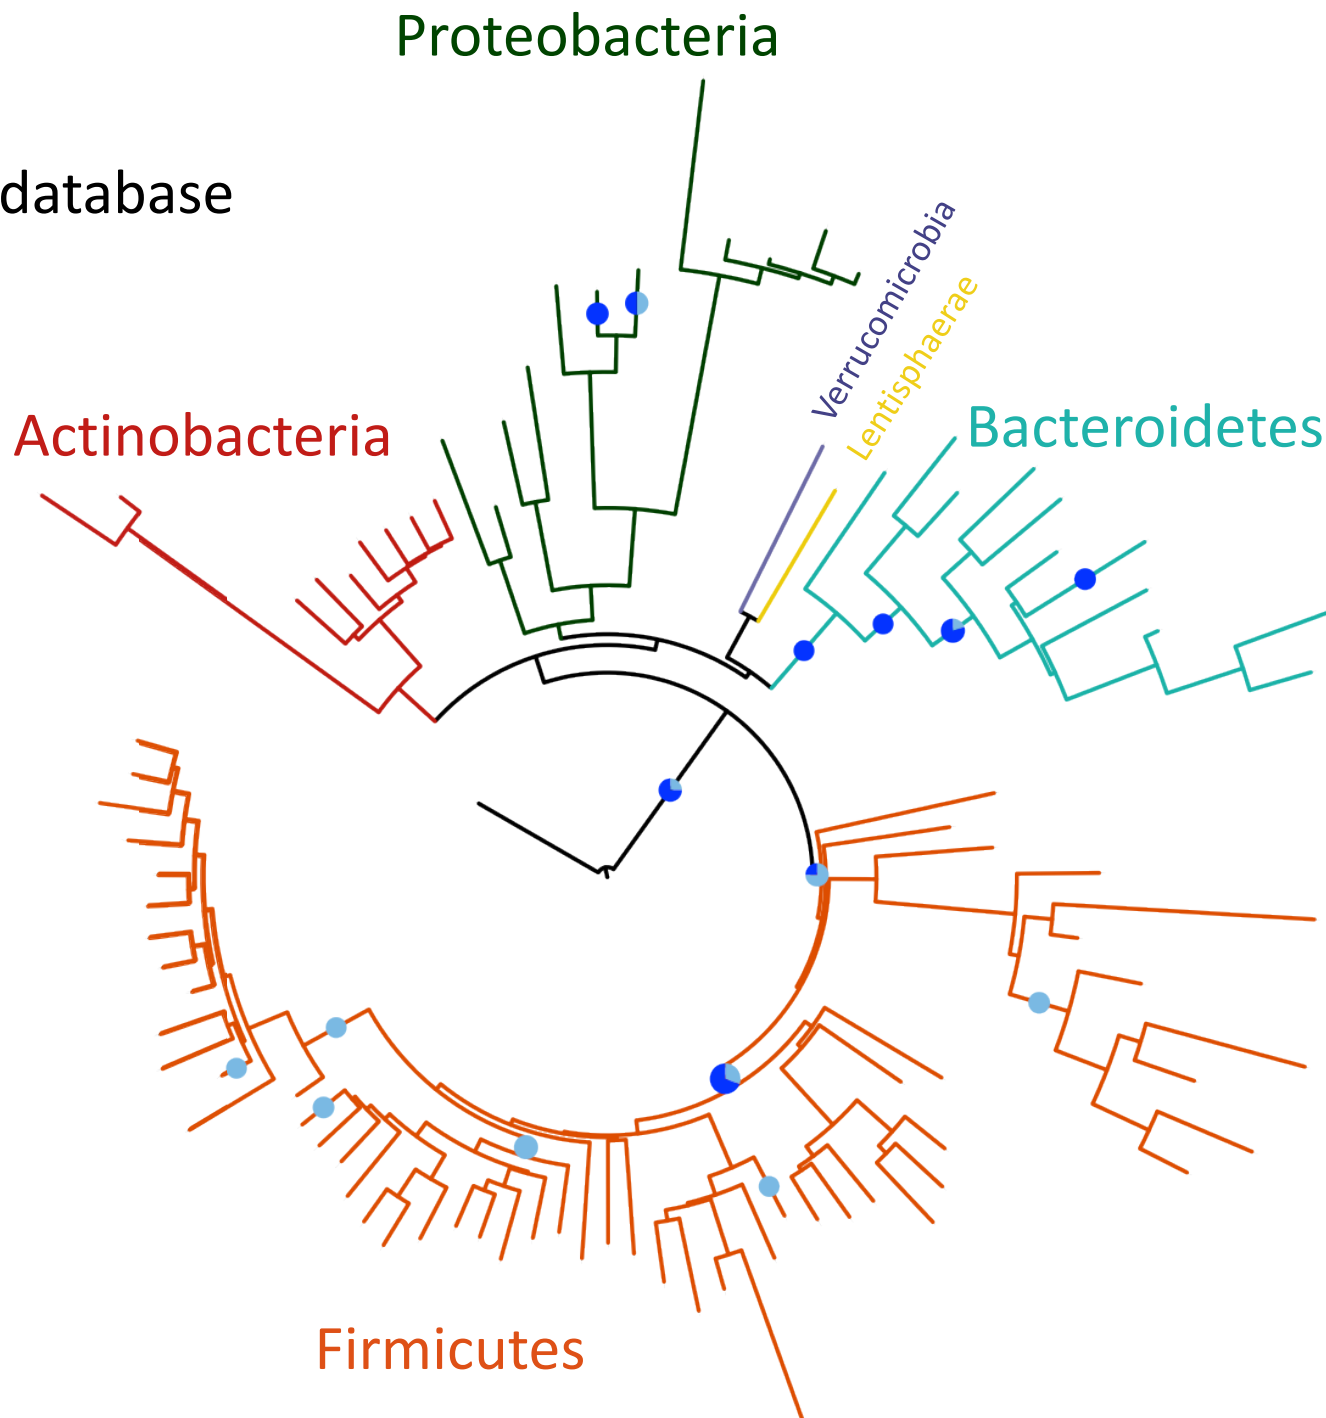 Proteobacteria
database
Verrucomicrobia
Lentisphaerae
Bacteroidetes
Actinobacteria
Firmicutes